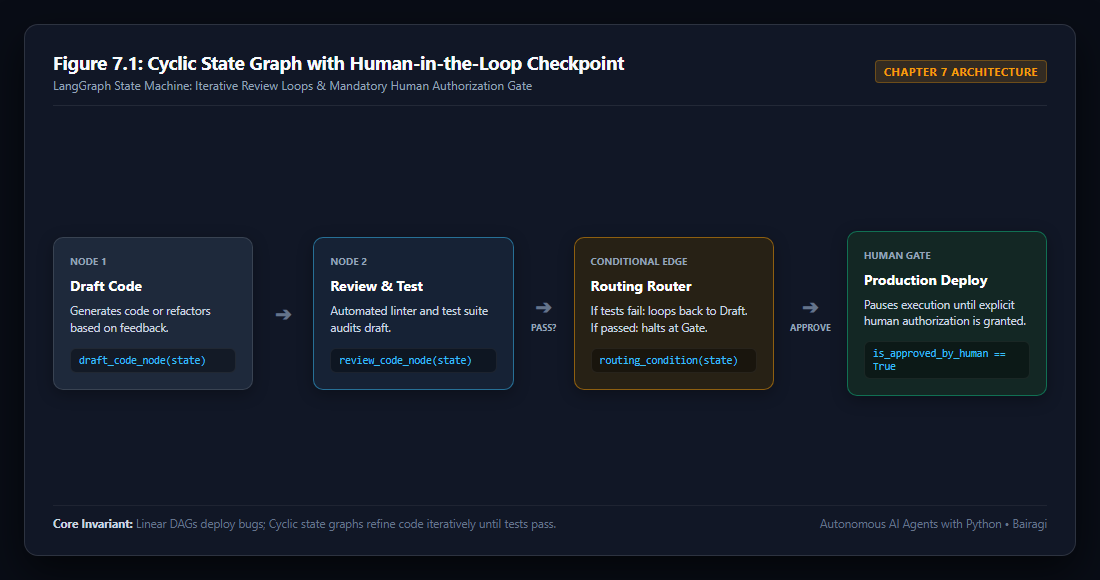 Figure 7.1: Cyclic State Graph with Human-in-the-Loop Checkpoint
LangGraph State Machine: Iterative Review Loops & Mandatory Human Authorization Gate
CHAPTER 7 ARCHITECTURE
NODE 1
Draft Code
Generates code or refactors
based on feedback.
draft_code_node(state)
➔
NODE 2
Review & Test
Automated linter and test suite
audits draft.
review_code_node(state)
➔
PASS?
CONDITIONAL EDGE
Routing Router
If tests fail: loops back to Draft.
If passed: halts at Gate.
routing_condition(state)
➔
APPROVE
HUMAN GATE
Production Deploy
Pauses execution until explicit
human authorization is granted.
is_approved_by_human ==
True
Core Invariant: Linear DAGs deploy bugs; Cyclic state graphs refine code iteratively until tests pass.
Autonomous AI Agents with Python • Bairagi